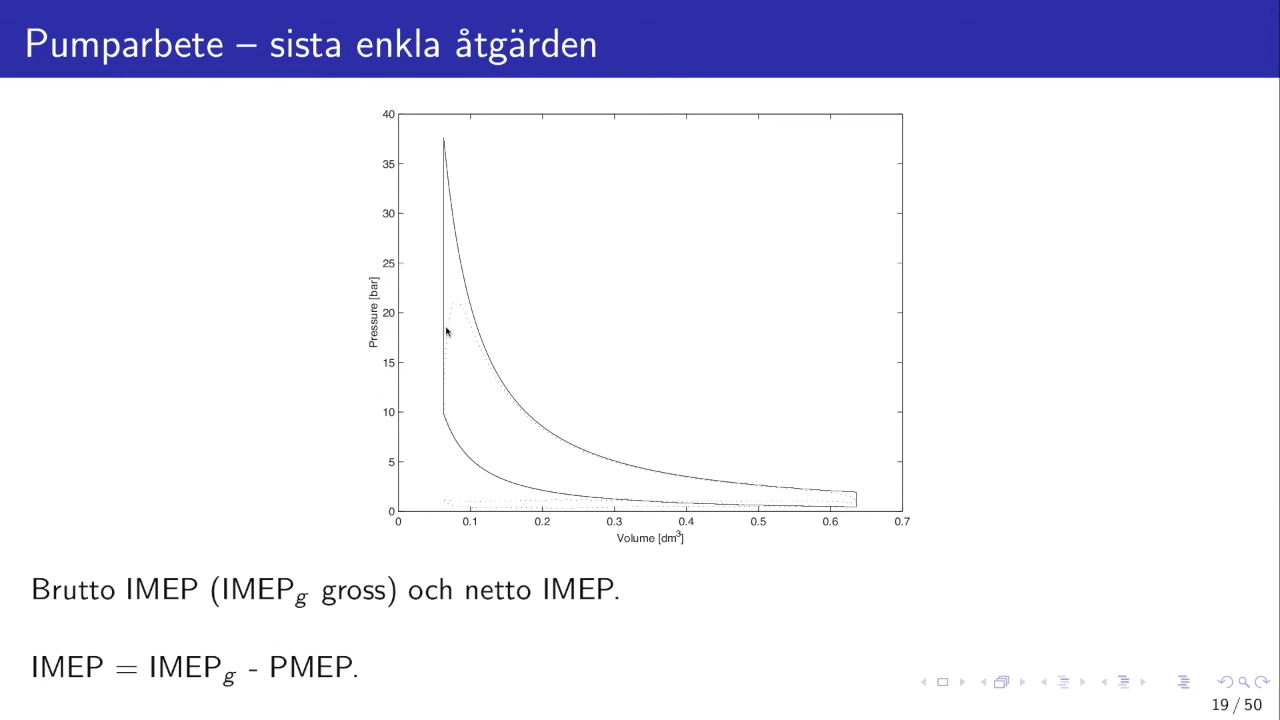 Pumparbete – sista enkla åtgärden
40
35
30
25
20
15
10
5
0
Pressure [bar]
0 0.1 0.2 0.3 0.4 0.5 0.6 0.7
Volume [dm³]
Brutto IMEP (IMEPg gross) och netto IMEP.
IMEP = IMEPg - PMEP.
19 / 50